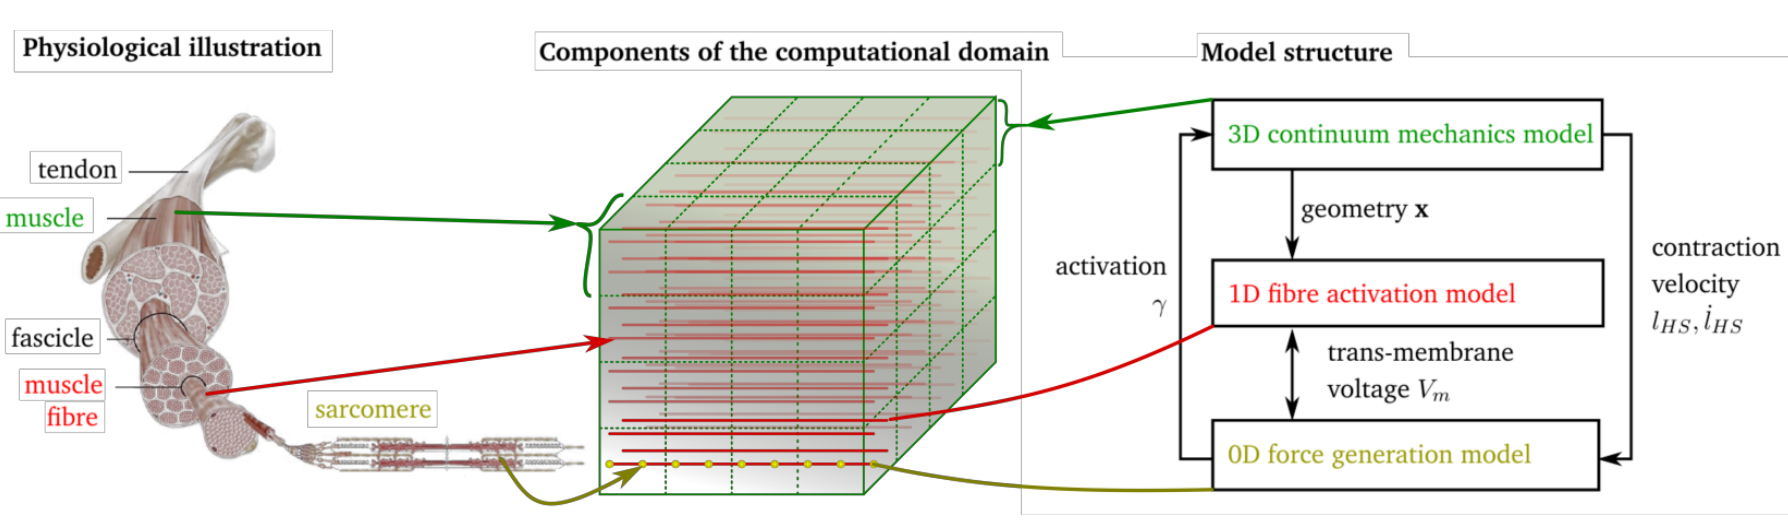 Physiological illustration
Components of the computational domain
Model structure
tendon
muscle
fascicle
muscle
fibre
sarcomere
3D continuum mechanics model
geometry x
activation
γ
contraction
velocity
l_{HS}, \dot{l}_{HS}
1D fibre activation model
trans-membrane
voltage V_m
0D force generation model